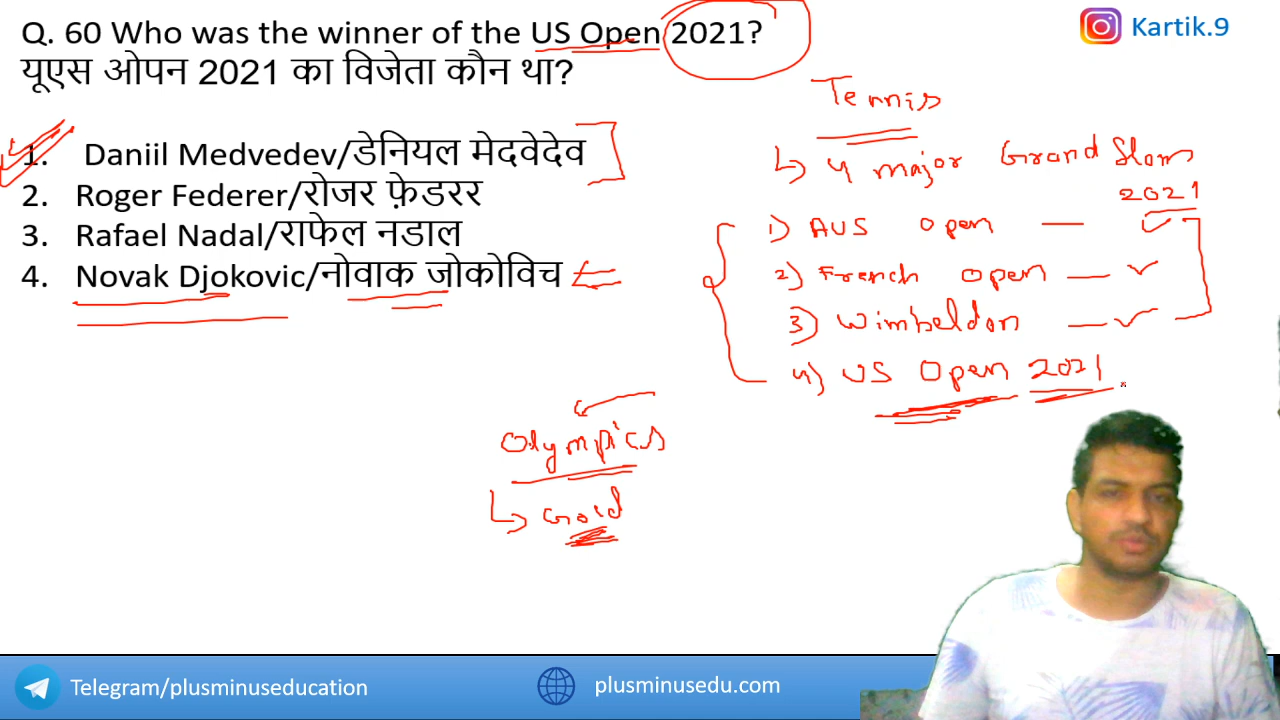 Q. 60 Who was the winner of the US Open 2021?
यूएस ओपन 2021 का विजेता कौन था?
1. Daniil Medvedev/डेनियल मेदवेदेव
2. Roger Federer/रोजर फ़ेडरर
3. Rafael Nadal/राफेल नडाल
4. Novak Djokovic/नोवाक जोकोविच
Kartik.9
Tennis
4 major Grand Slam
2021
1) AUS open
2) French open
3) Wimbeldon
4) US Open 2021
Olympics
Gold
Telegram/plusminuseducation
plusminusedu.com